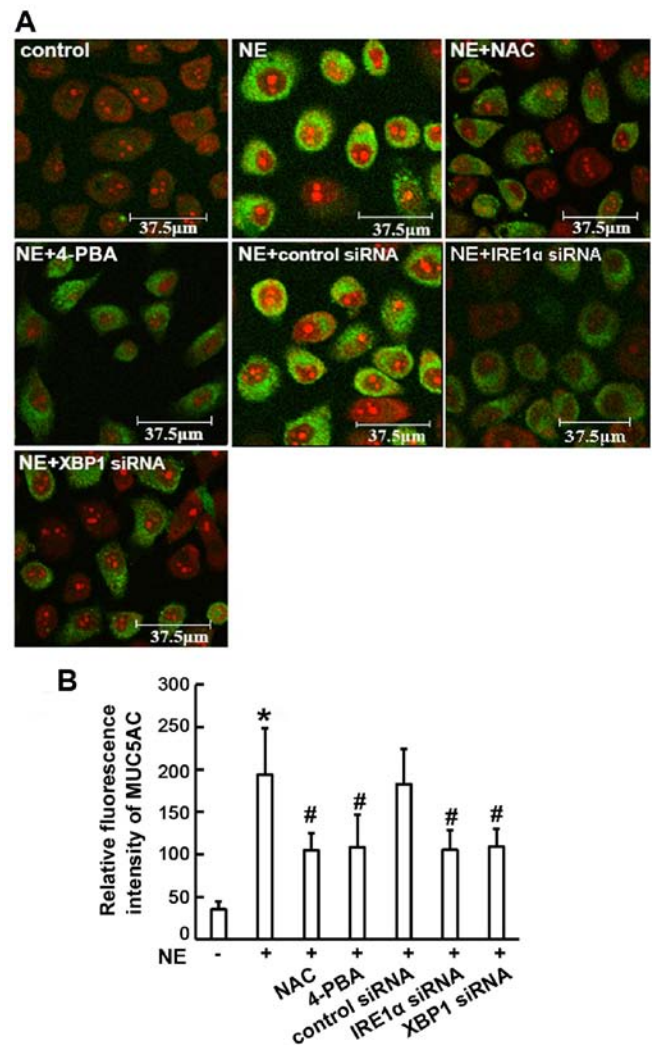 A
control
NE
NE+NAC
37.5µm
37.5µm
37.5µm
NE+4-PBA
NE+control siRNA
NE+IRE1α siRNA
37.5µm
37.5µm
37.5µm
NE+XBP1 siRNA
37.5µm
B
Relative fluorescence
intensity of MUC5AC
300
250
200
150
100
50
0
*
#
#
#
#
NE
-
+
+
+
+
+
+
NAC
4-PBA
control siRNA
IRE1α siRNA
XBP1 siRNA